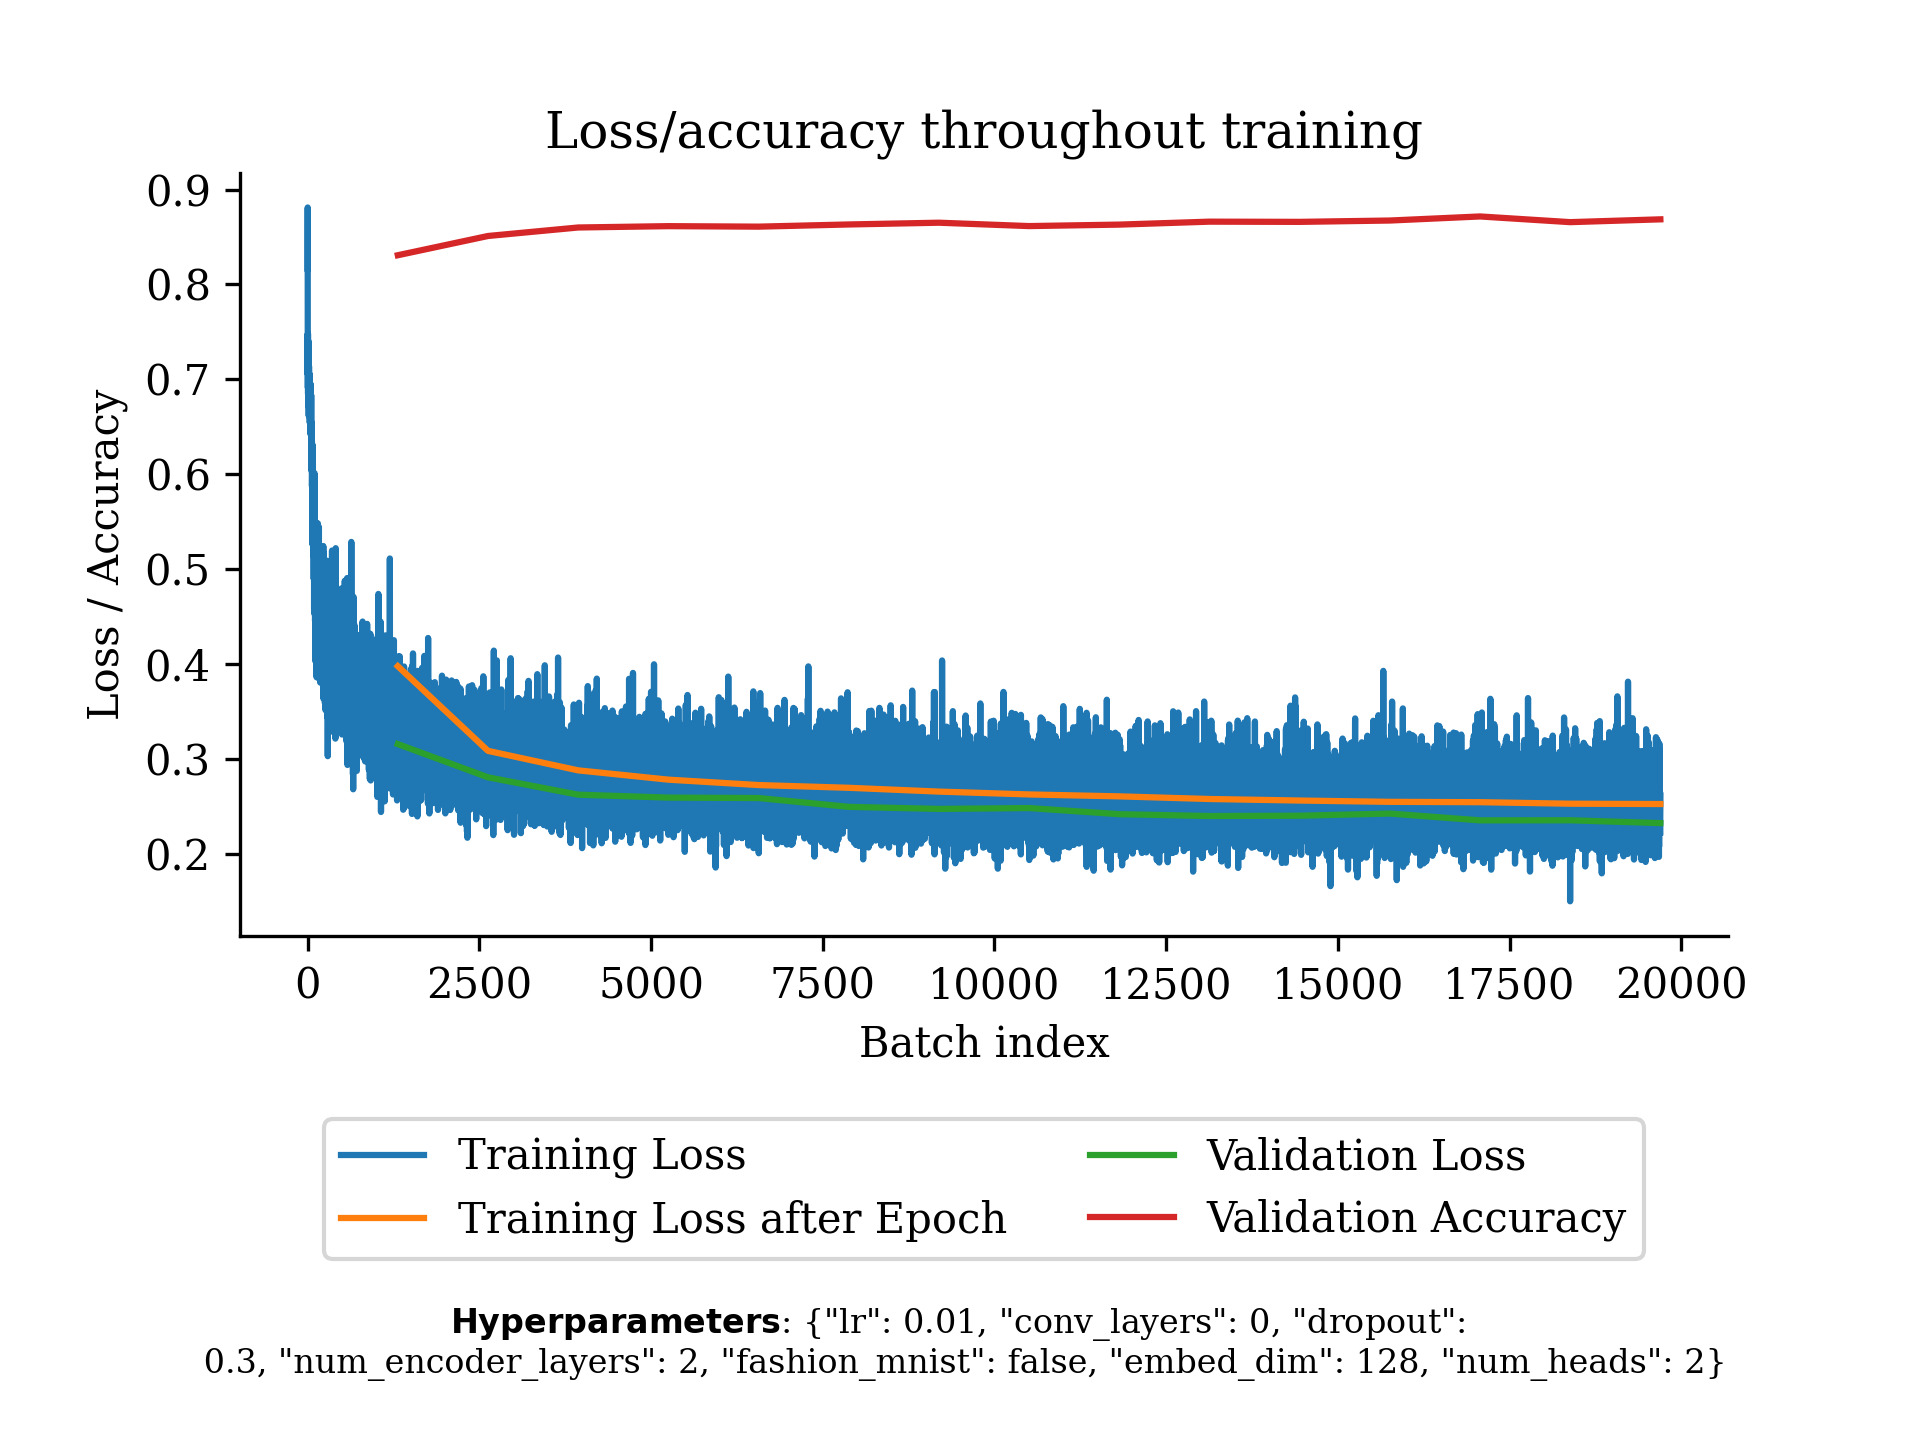 Loss/accuracy throughout training
Loss / Accuracy
0.9
0.8
0.7
0.6
0.5
0.4
0.3
0.2
0 2500 5000 7500 10000 12500 15000 17500 20000
Batch index
Training Loss
Training Loss after Epoch
Validation Loss
Validation Accuracy
Hyperparameters: {"lr": 0.01, "conv_layers": 0, "dropout":
0.3, "num_encoder_layers": 2, "fashion_mnist": false, "embed_dim": 128, "num_heads": 2}